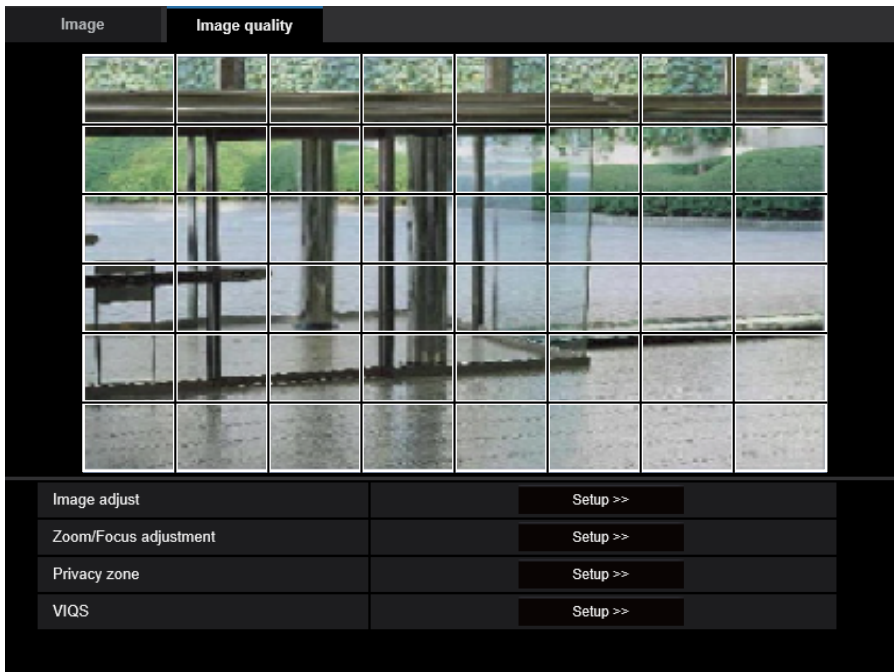 Image
Image quality
Image adjust
Setup >>
Zoom/Focus adjustment
Setup >>
Privacy zone
Setup >>
VIQS
Setup >>